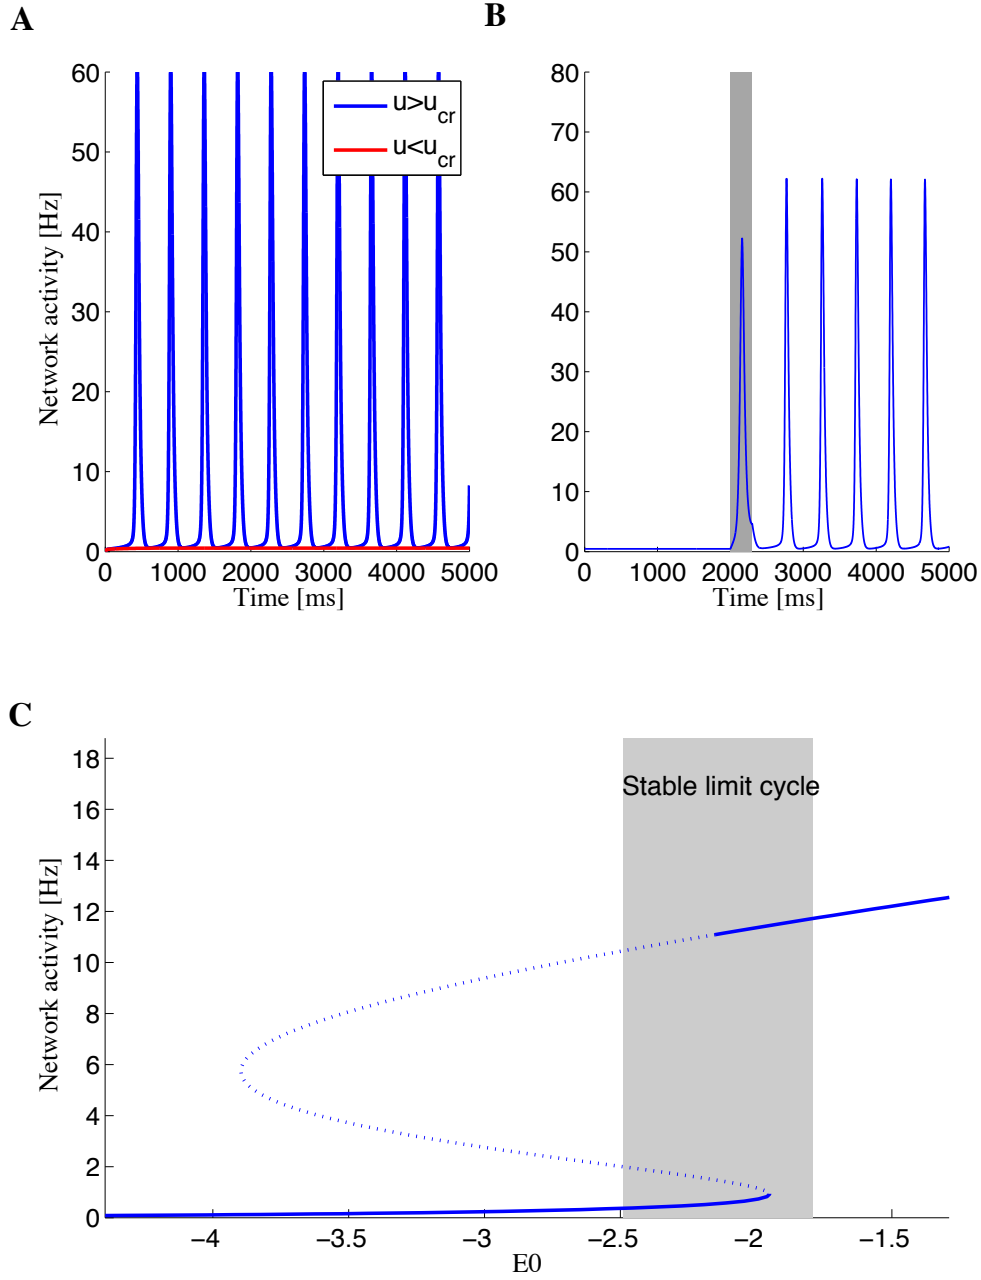 A
B
60
50
40
30
20
10
0
Network activity [Hz]
u>u_cr
u<u_cr
0 1000 2000 3000 4000 5000
Time [ms]
80
70
60
50
40
30
20
10
0
0 1000 2000 3000 4000 5000
Time [ms]
C
18
16
14
12
10
8
6
4
2
0
Network activity [Hz]
Stable limit cycle
−4 −3.5 −3 −2.5 −2 −1.5
E0